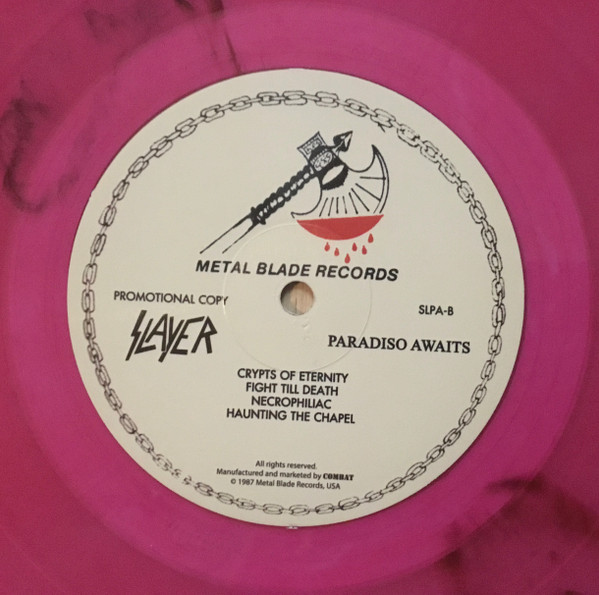 METAL BLADE RECORDS
PROMOTIONAL COPY
SLPA-B
SLAYER
PARADISO AWAITS
CRYPTS OF ETERNITY
FIGHT TILL DEATH
NECROPHILIAC
HAUNTING THE CHAPEL
All rights reserved.
Manufactured and marketed by COMBAT
© 1987 Metal Blade Records, USA